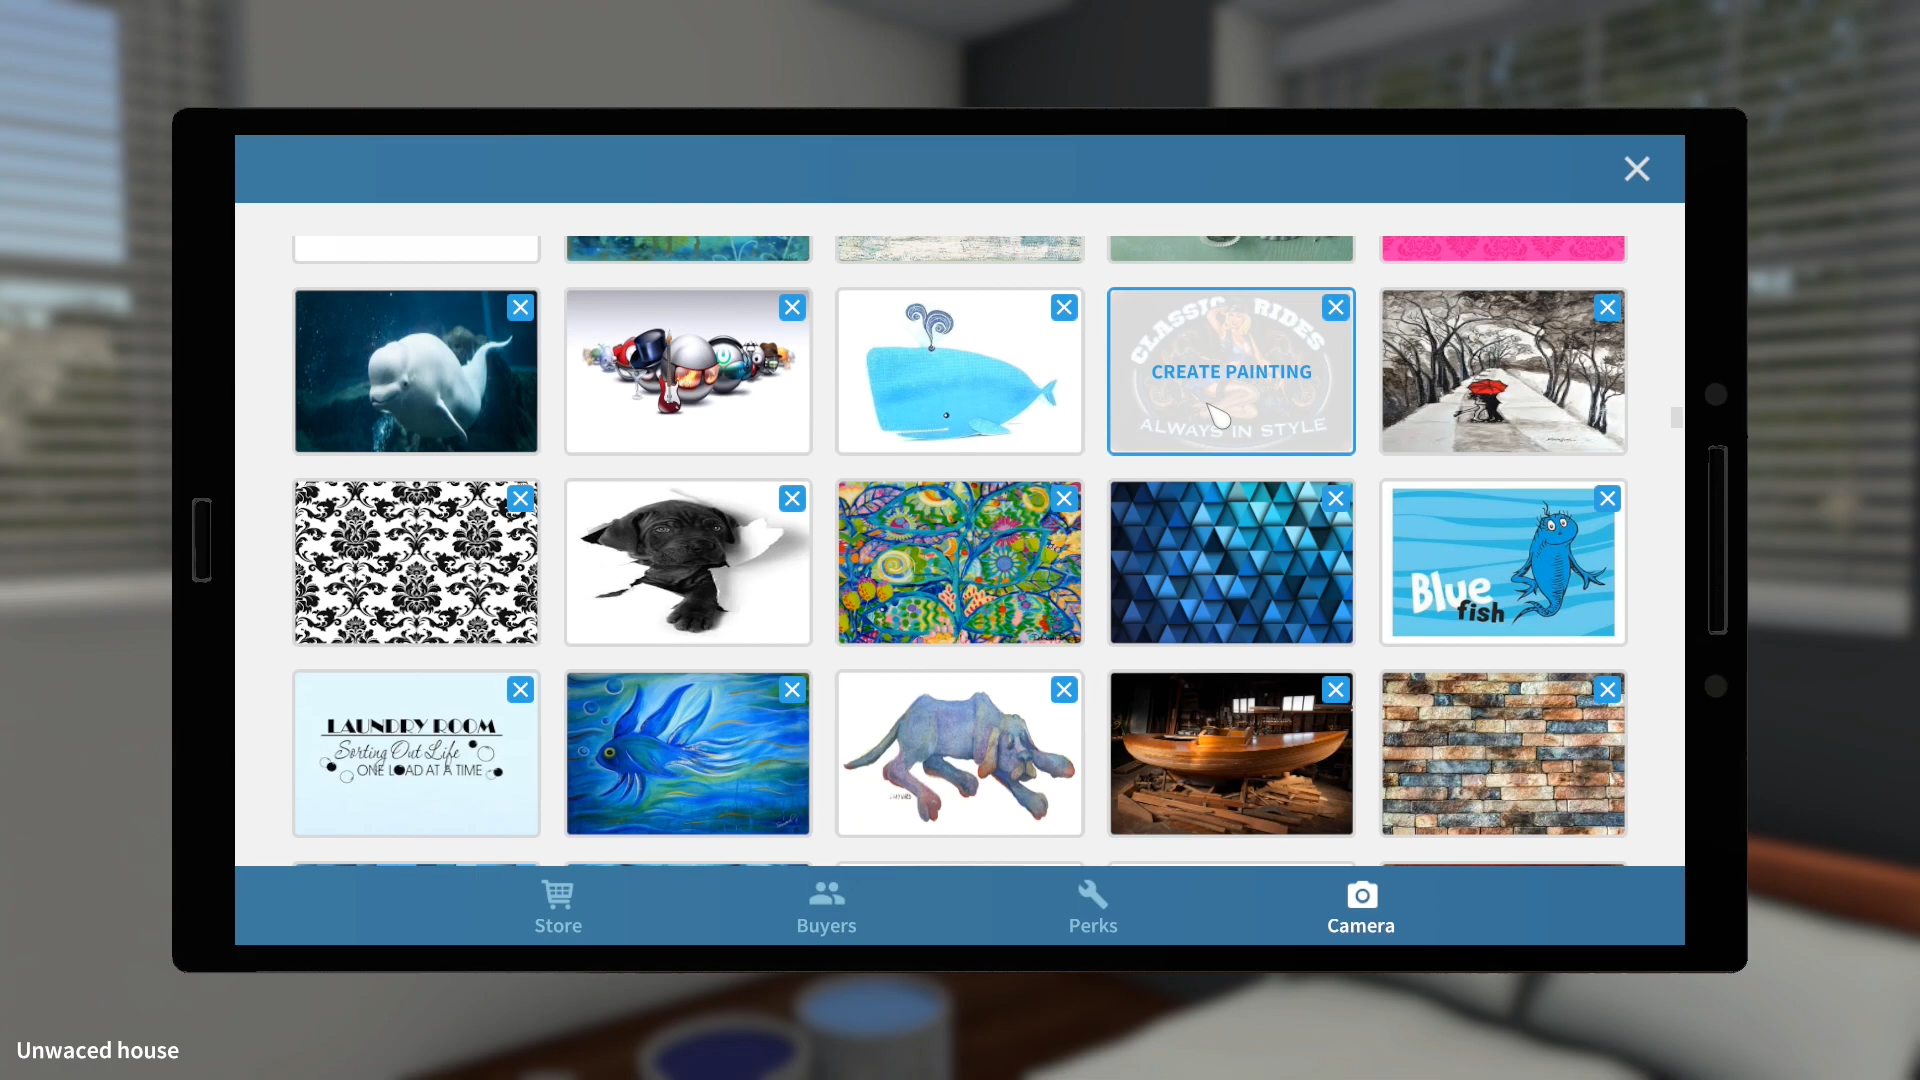 CLASSIC RIDES
CREATE PAINTING
ALWAYS IN STYLE
Blue
fish
LAUNDRY ROOM
Sorting Out Life
ONE LOAD AT A TIME
Store
Buyers
Perks
Camera
Unwaced house